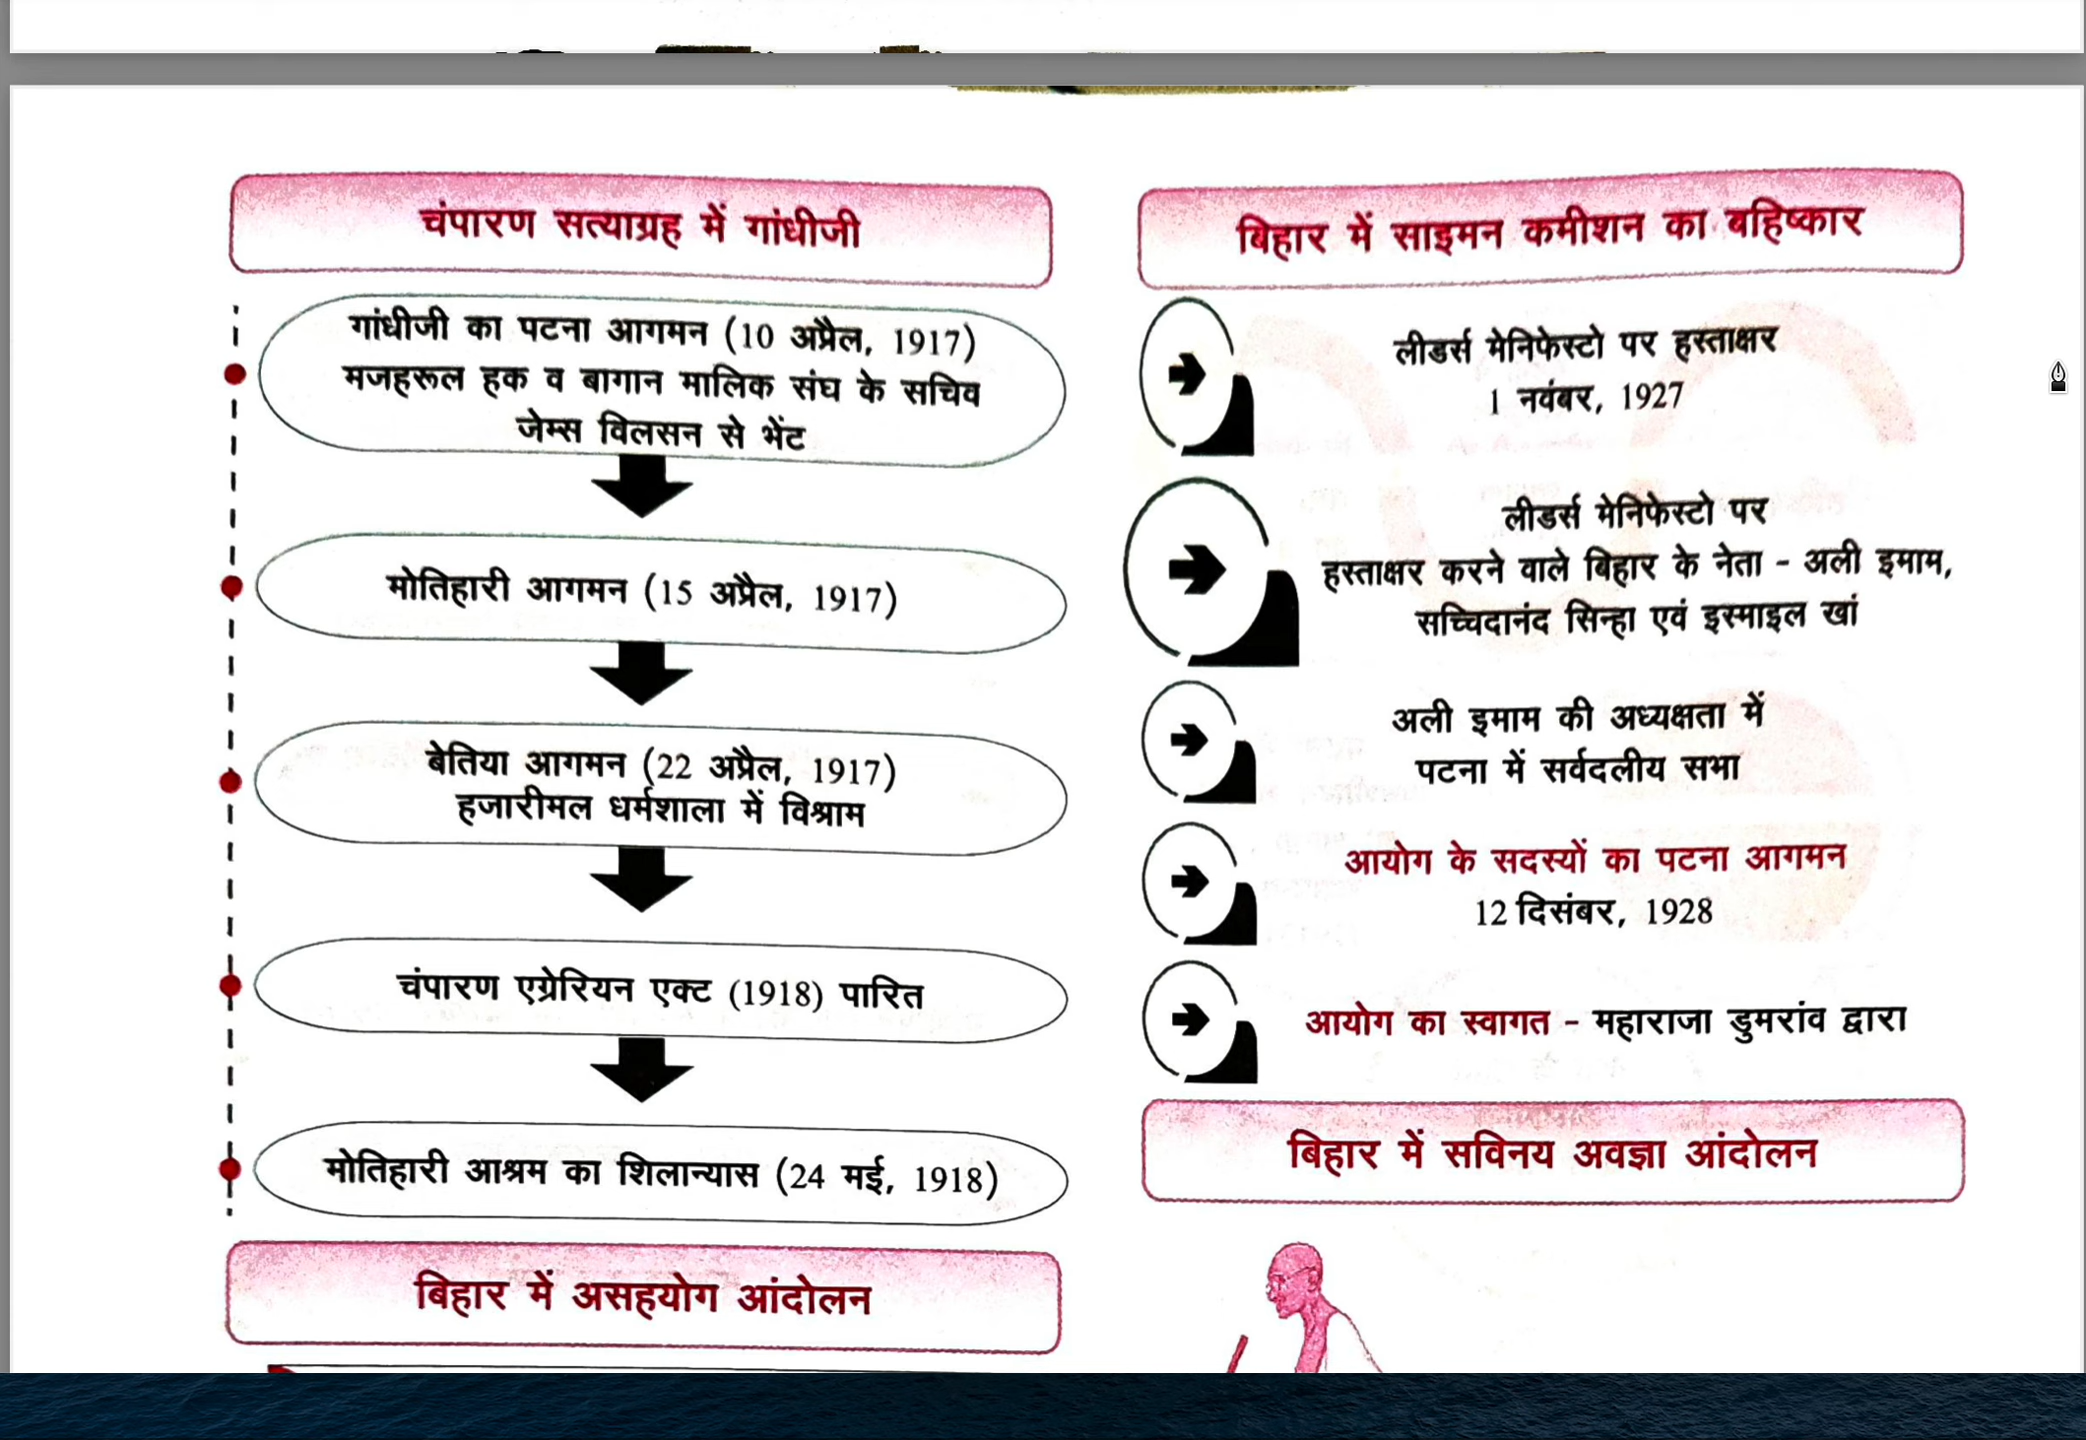 चंपारण सत्याग्रह में गांधीजी
गांधीजी का पटना आगमन (10 अप्रैल, 1917)
मजहरूल हक व बागान मालिक संघ के सचिव
जेम्स विलसन से भेंट
मोतिहारी आगमन (15 अप्रैल, 1917)
बेतिया आगमन (22 अप्रैल, 1917)
हजारीमल धर्मशाला में विश्राम
चंपारण एग्रेरियन एक्ट (1918) पारित
मोतिहारी आश्रम का शिलान्यास (24 मई, 1918)
बिहार में असहयोग आंदोलन
बिहार में साइमन कमीशन का बहिष्कार
लीडर्स मेनिफेस्टो पर हस्ताक्षर
1 नवंबर, 1927
लीडर्स मेनिफेस्टो पर
हस्ताक्षर करने वाले बिहार के नेता - अली इमाम,
सच्चिदानंद सिन्हा एवं इस्माइल खां
अली इमाम की अध्यक्षता में
पटना में सर्वदलीय सभा
आयोग के सदस्यों का पटना आगमन
12 दिसंबर, 1928
आयोग का स्वागत - महाराजा डुमरांव द्वारा
बिहार में सविनय अवज्ञा आंदोलन